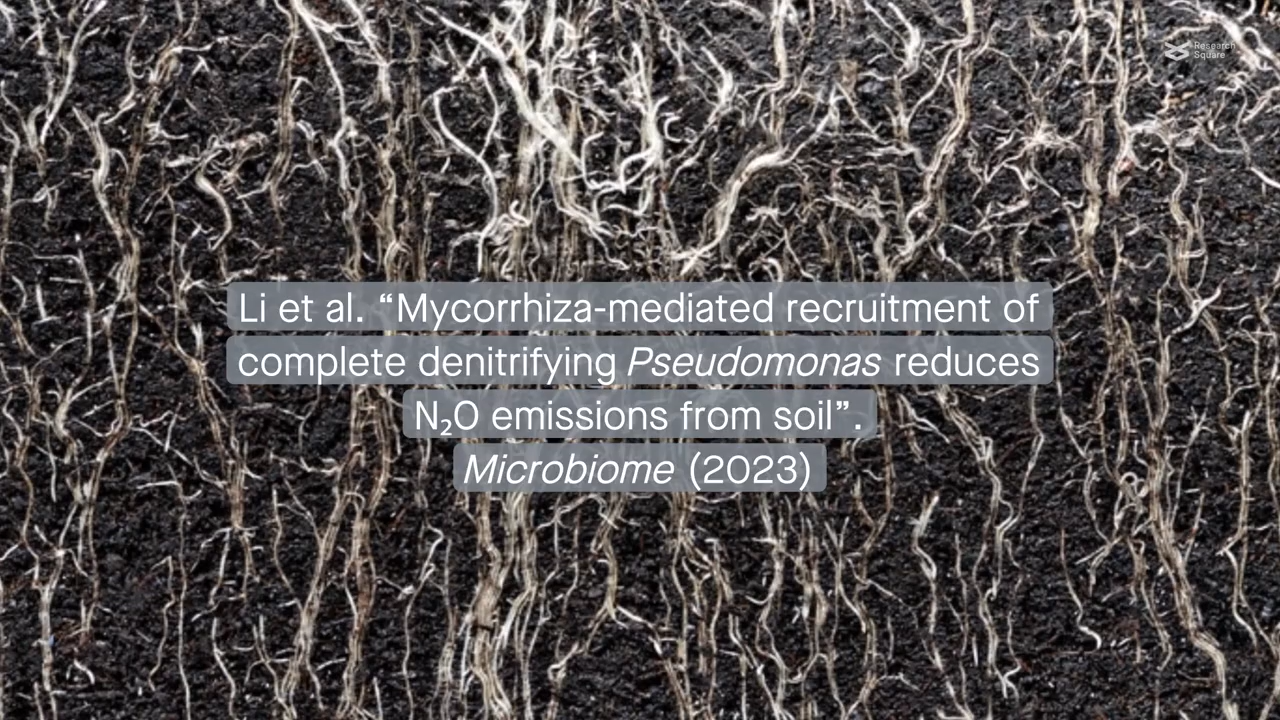 Research
Square
Li et al. “Mycorrhiza-mediated recruitment of
complete denitrifying Pseudomonas reduces
N₂O emissions from soil”.
Microbiome (2023)